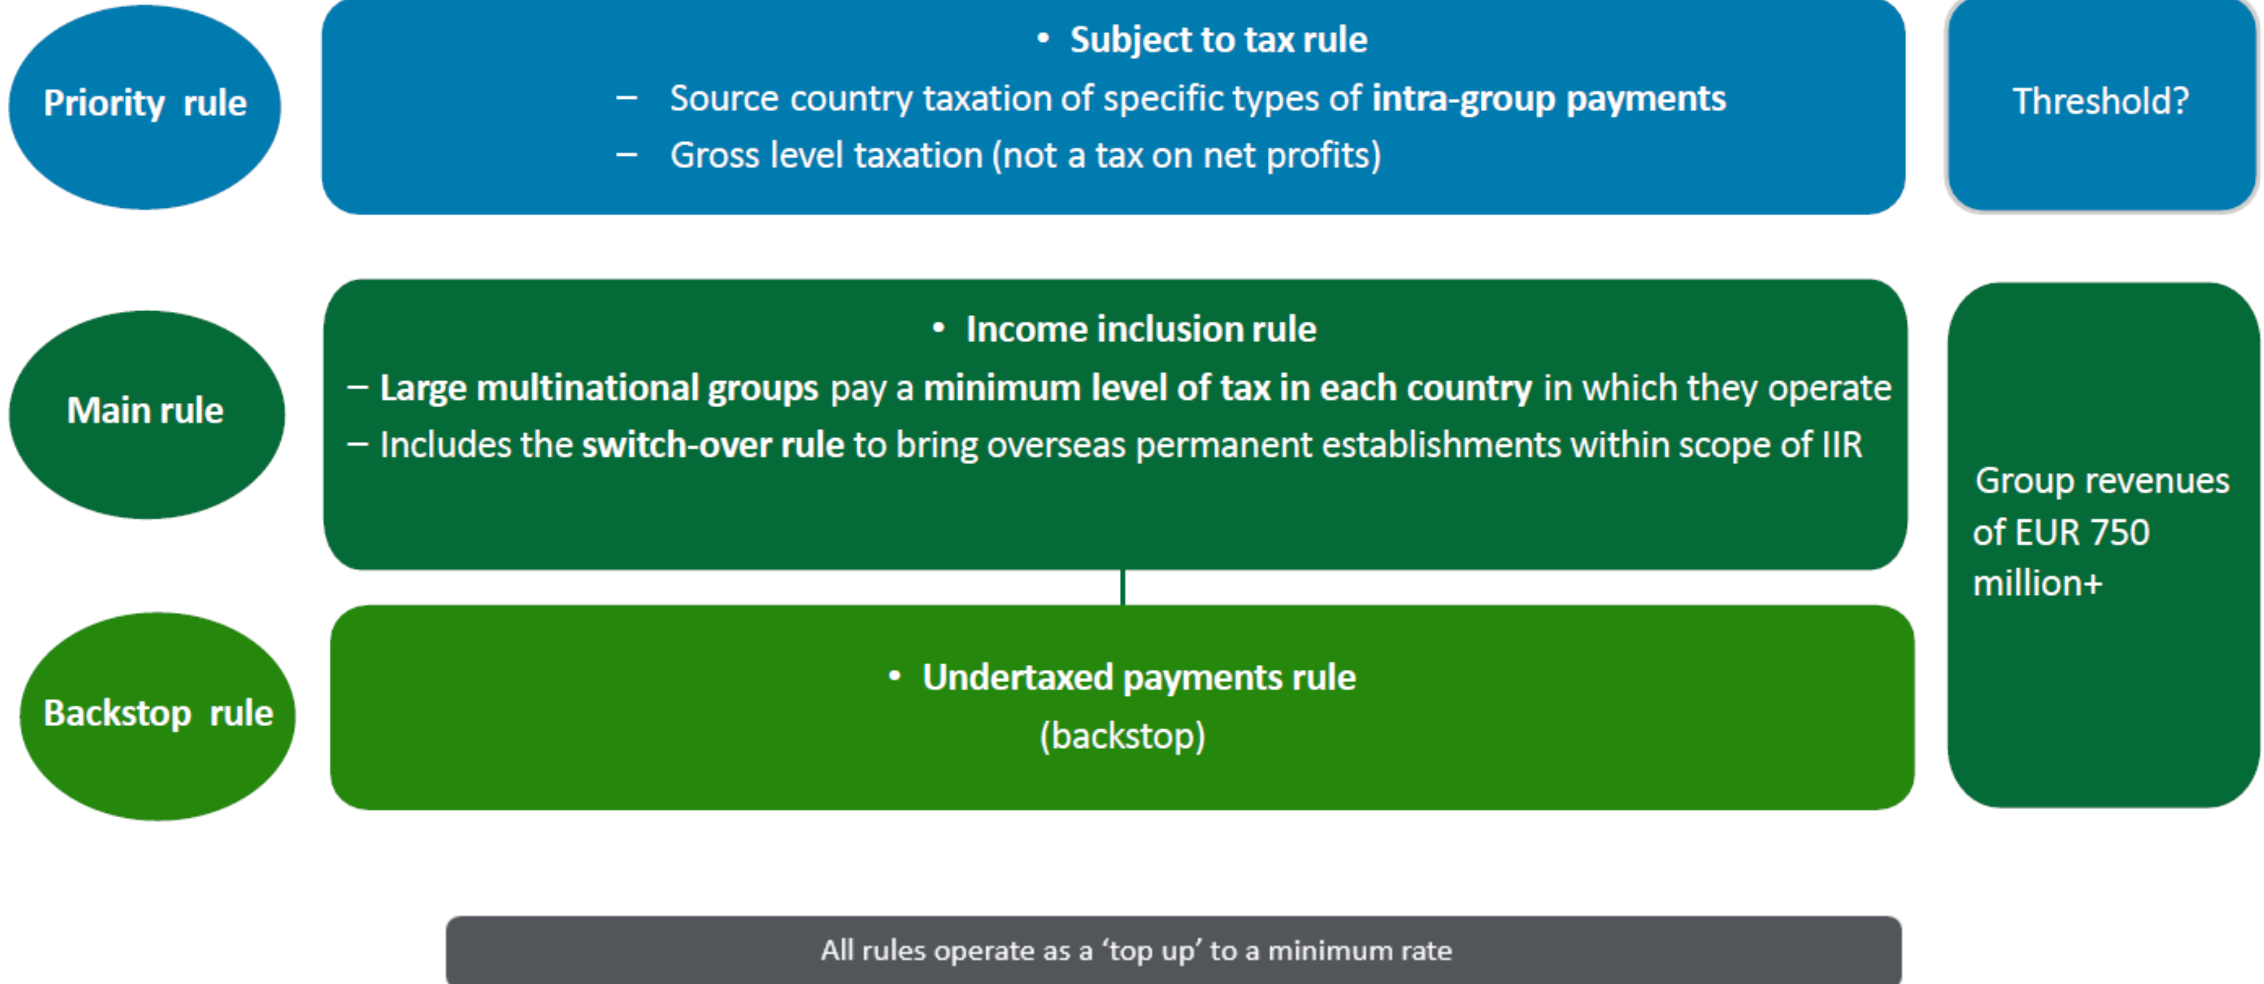 Priority rule
• Subject to tax rule
– Source country taxation of specific types of intra-group payments
– Gross level taxation (not a tax on net profits)
Threshold?
Main rule
• Income inclusion rule
– Large multinational groups pay a minimum level of tax in each country in which they operate
– Includes the switch-over rule to bring overseas permanent establishments within scope of IIR
Group revenues
of EUR 750
million+
Backstop rule
• Undertaxed payments rule
(backstop)
All rules operate as a ‘top up’ to a minimum rate